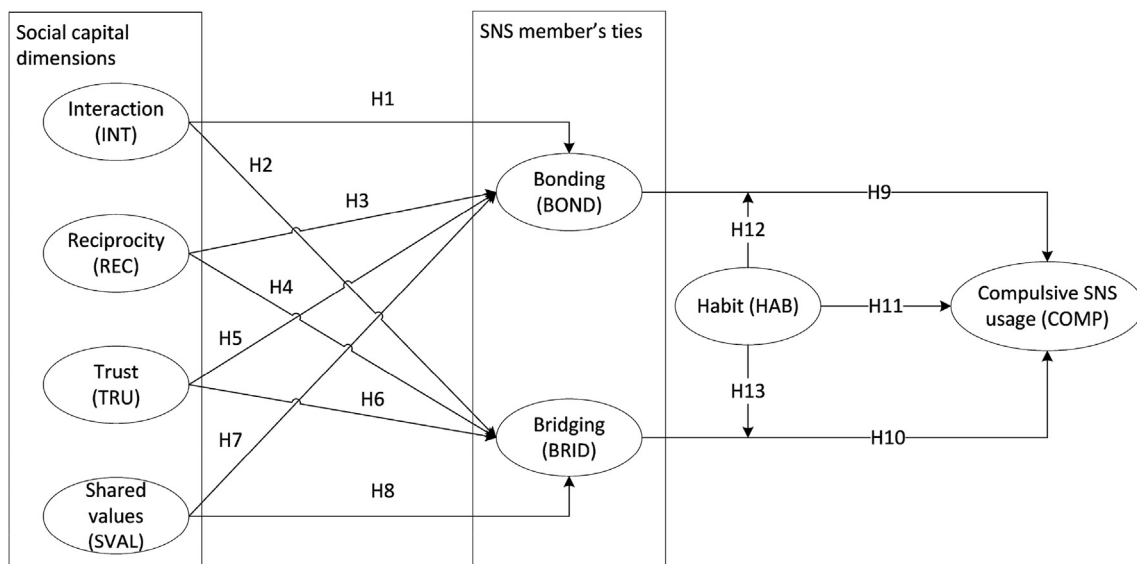 Social capital
dimensions
SNS member's ties
Interaction
(INT)
H1
H2
Reciprocity
(REC)
H3
H4
Trust
(TRU)
H5
H6
Shared
values
(SVAL)
H7
H8
Bonding
(BOND)
Bridging
(BRID)
H9
H12
Habit (HAB)
H11
H13
H10
Compulsive SNS
usage (COMP)